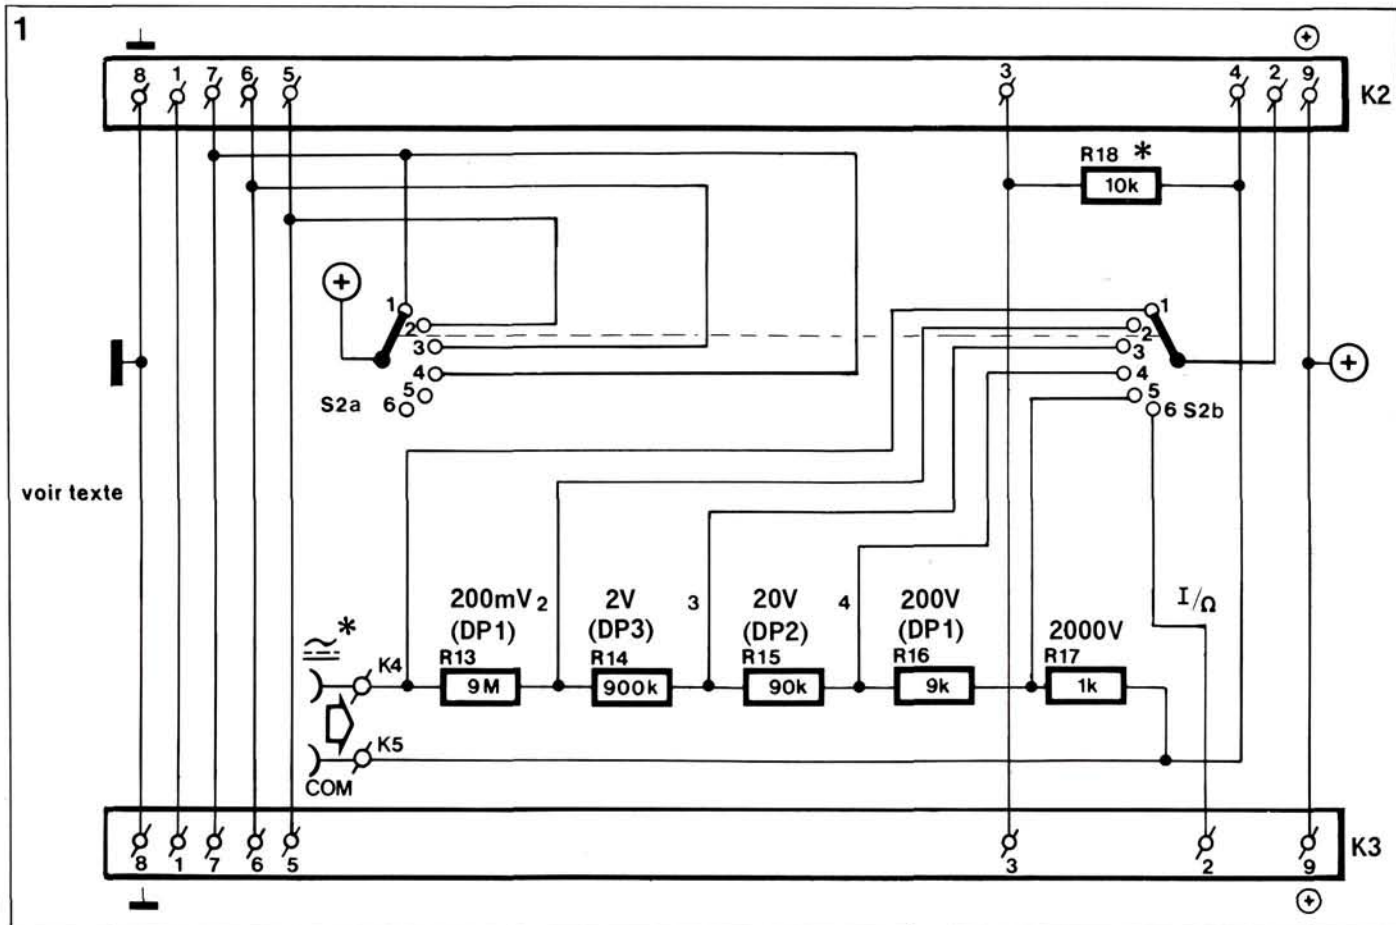 1
8 1 7 6 5 3 4 2 9 K2
R18 *
10k
+
1 2 3 4 5 6
S2a
1 2 3 4 5 6 S2b
+
voir texte
200mV 2 2V 3 20V 4 200V 2000V
(DP1) (DP3) (DP2) (DP1)
R13 R14 R15 R16 R17
9M 900k 90k 9k 1k
I/Ω
*
K4
K5
COM
8 1 7 6 5 3 2 9 K3
+